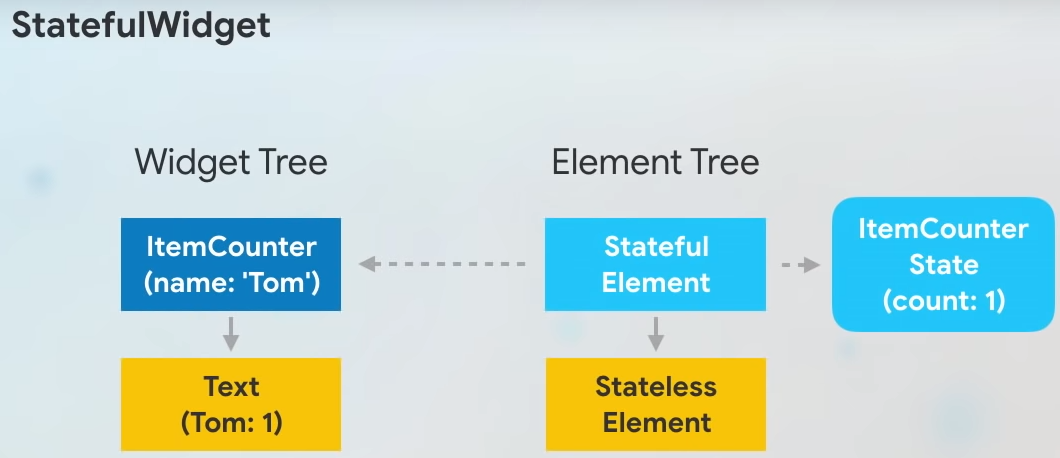 StatefulWidget
Widget Tree
Element Tree
ItemCounter
(name: 'Tom')
Stateful
Element
ItemCounter
State
(count: 1)
Text
(Tom: 1)
Stateless
Element